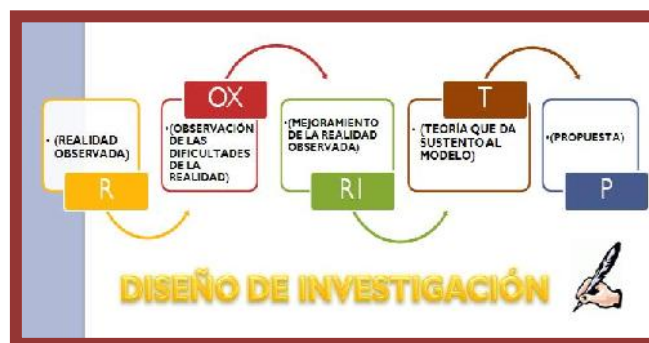 OX
T
• (REALIDAD
OBSERVADA)
• (OBSERVACIÓN
DE LAS
DIFICULTADES
DE LA
REALIDAD)
• (MEJORAMIENTO
DE LA REALIDAD
OBSERVADA)
• (TEORÍA QUE DA
SUSTENTO AL
MODELO)
• (PROPUESTA)
R
RI
P
DISEÑO DE INVESTIGACIÓN